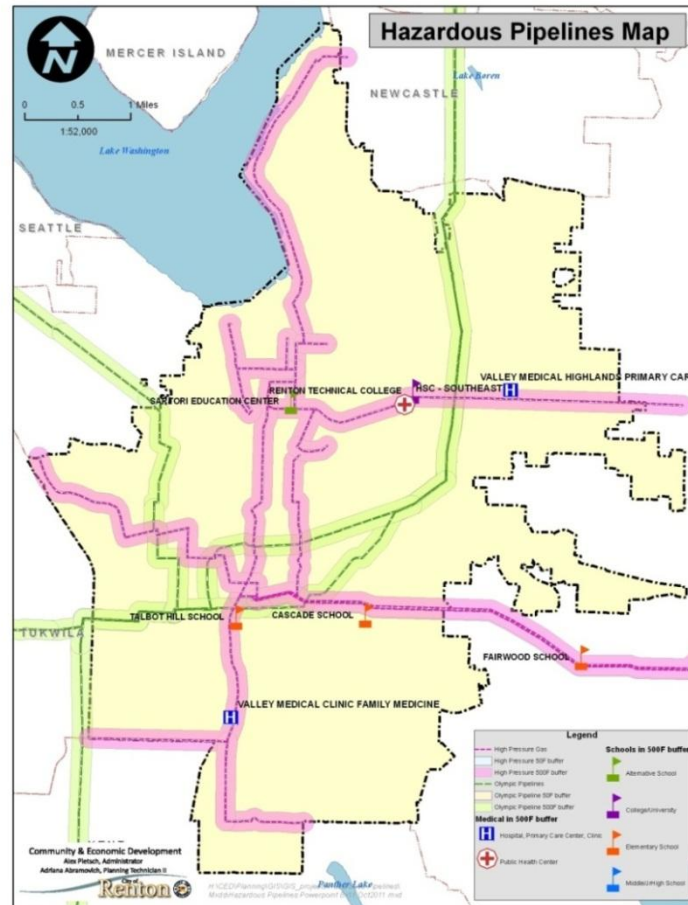 Hazardous Pipelines Map
N
MERCER ISLAND
Lake Boren
NEWCASTLE
0 0.5 1 Miles
1:52,000
Lake Washington
SEATTLE
VALLEY MEDICAL HIGHLANDS PRIMARY CAR
RENTON TECHNICAL COLLEGE
HSC - SOUTHEAST
SARTORI EDUCATION CENTER
TALBOT HILL SCHOOL
CASCADE SCHOOL
TUKWILA
FAIRWOOD SCHOOL
VALLEY MEDICAL CLINIC FAMILY MEDICINE
Legend
High Pressure Gas
High Pressure 50F buffer
High Pressure 500F buffer
Olympic Pipelines
Olympic Pipeline 50F buffer
Olympic Pipeline 500F buffer
Medical in 500F buffer
H Hospital, Primary Care Center, Clinic
Public Health Center
Schools in 500F buffer
Alternative School
College/University
Elementary School
Middle/High School
Community & Economic Development
Alex Pietsch, Administrator
Adriana Abramovich, Planning Technician II
City of
Renton
Panther Lake